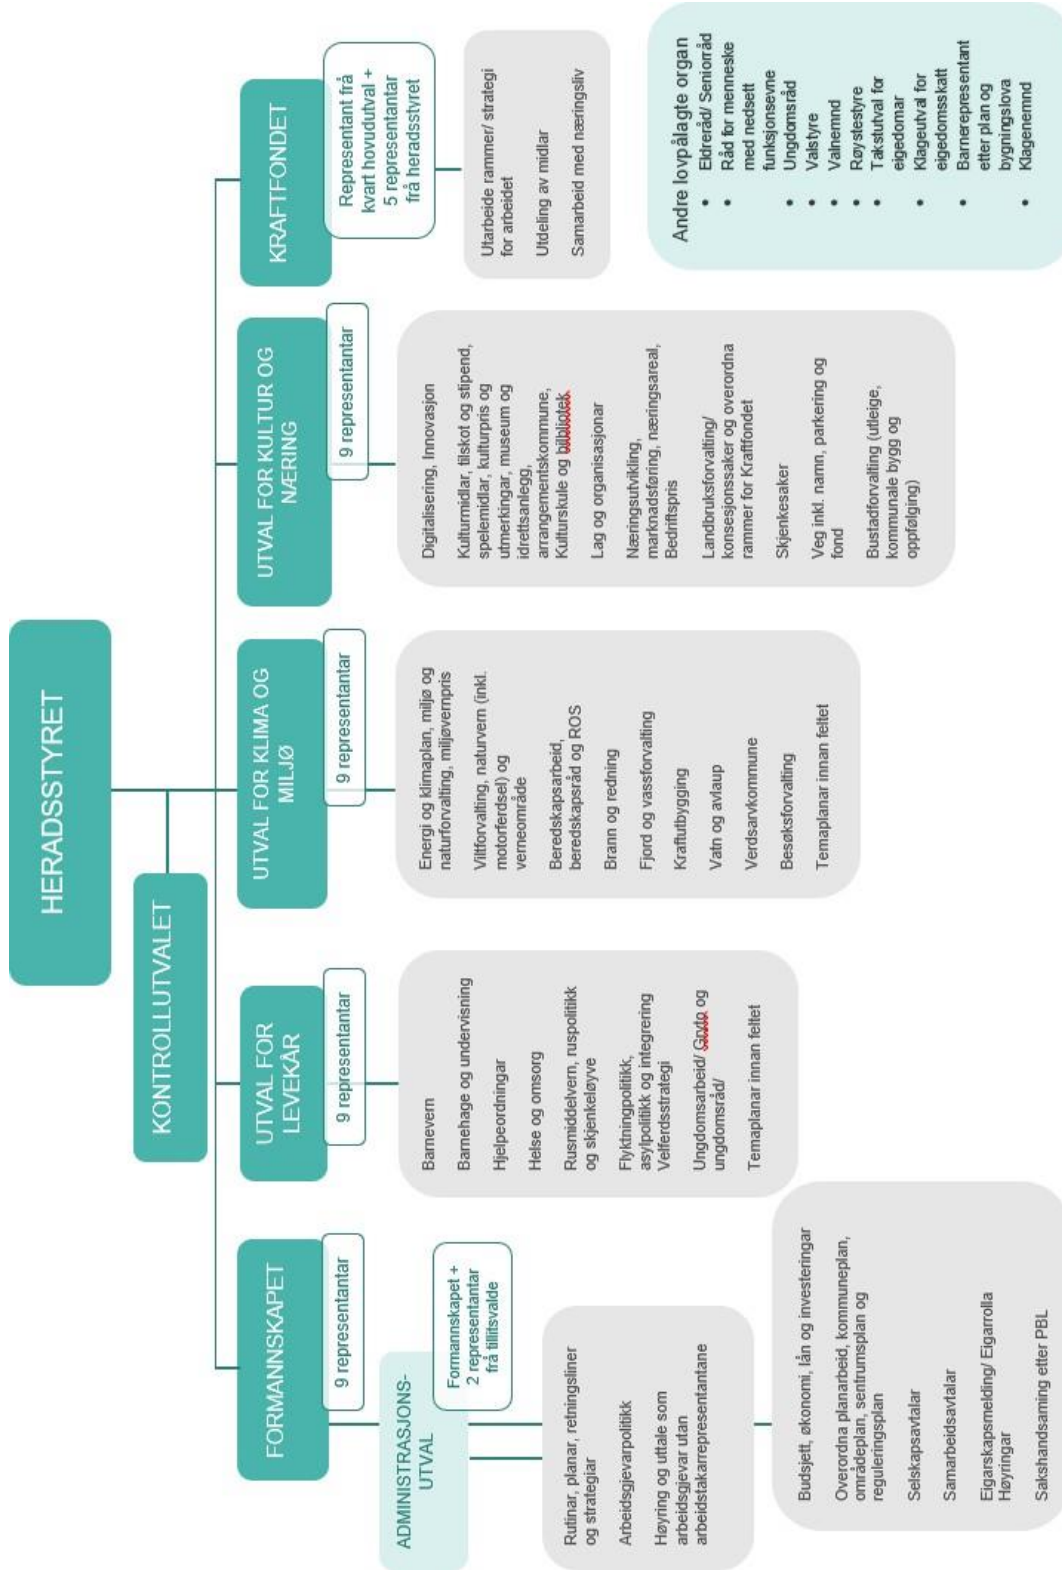 HERADSSTYRET
KONTROLLUTVALET
FORMANNSKAPET
9 representantar
ADMINISTRASJONS-
UTVAL
Formannskapet +
2 representantar
frå tillitsvalde
Rutinar, planar, retningsliner
og strategiar
Arbeidsgjevarpolitikk
Høyring og uttale som
arbeidsgjevar utan
arbeidstakarrepresentantane
Budsjett, økonomi, lån og investeringar
Overordna planarbeid, kommuneplan,
områdeplan, sentrumsplan og
reguleringsplan
Selskapsavtalar
Samarbeidsavtalar
Eigarskapsmelding/ Eigarrolla
Høyringar
Sakshandsaming etter PBL
UTVAL FOR
LEVEKÅR
9 representantar
Barnevern
Barnehage og undervisning
Hjelpeordningar
Helse og omsorg
Rusmiddelvern, ruspolitikk
og skjenkeløyve
Flyktningpolitikk,
asylpolitikk og integrering
Velferdsstrategi
Ungdomsarbeid/ Gryto og
ungdomsråd/
Temaplanar innan feltet
UTVAL FOR KLIMA OG
MILJØ
9 representantar
Energi og klimaplan, miljø og
naturforvalting, miljøvernpris
Viltforvalting, naturvern (inkl.
motorferdsel) og
verneområde
Beredskapsarbeid,
beredskapsråd og ROS
Brann og redning
Fjord og vassforvalting
Kraftutbygging
Vatn og avlaup
Verdsarvkommune
Besøksforvalting
Temaplanar innan feltet
UTVAL FOR KULTUR OG
NÆRING
9 representantar
Digitalisering, Innovasjon
Kulturmidlar, tilskot og stipend,
spelemidlar, kulturpris og
utmerkingar, museum og
idrettsanlegg,
arrangementskommune,
Kulturskule og bilbliotek
Lag og organisasjonar
Næringsutvikling,
marknadsføring, næringsareal,
Bedriftspris
Landbruksforvalting/
konsesjonssaker og overordna
rammer for Kraftfondet
Skjenkesaker
Veg inkl. namn, parkering og
fond
Bustadforvalting (utleige,
kommunale bygg og
oppfølging)
KRAFTFONDET
Representant frå
kvart hovudutval +
5 representantar
frå heradsstyret
Utarbeide rammer/ strategi
for arbeidet
Utdeling av midlar
Samarbeid med næringsliv
Andre lovpålagte organ
• Eldreråd/ Seniorråd
• Råd for menneske
med nedsett
funksjonsevne
• Ungdomsråd
• Valstyre
• Valnemnd
• Røystestyre
• Takstutval for
eigedomar
• Klageutval for
eigedomsskatt
• Barnerepresentant
etter plan og
bygningslova
• Klagenemnd